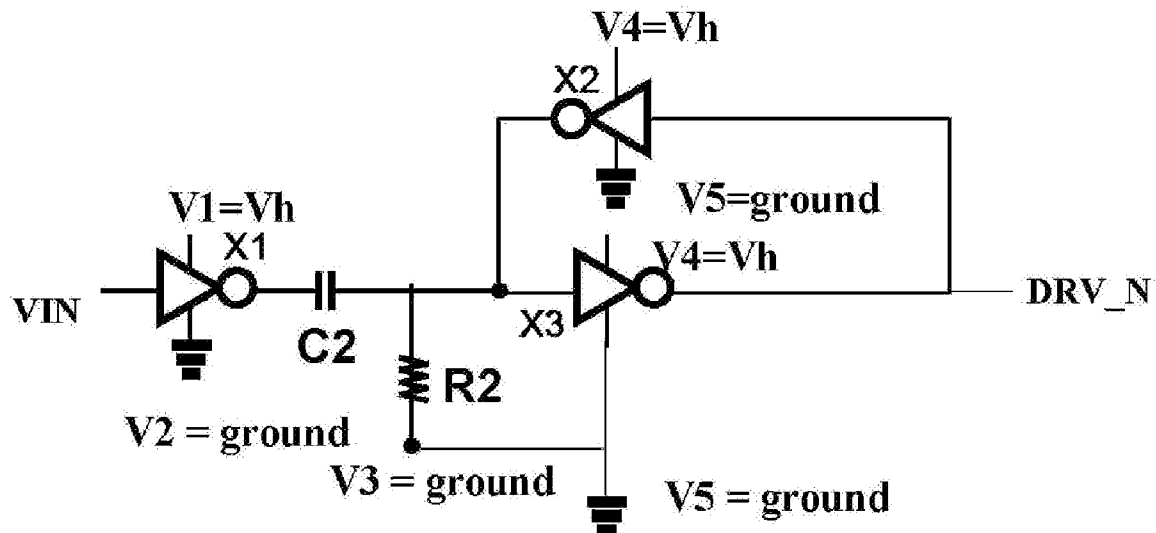 V4=Vh
X2
V5=ground
V1=Vh
X1
V4=Vh
VIN
C2
X3
DRV_N
R2
V2 = ground
V3 = ground
V5 = ground